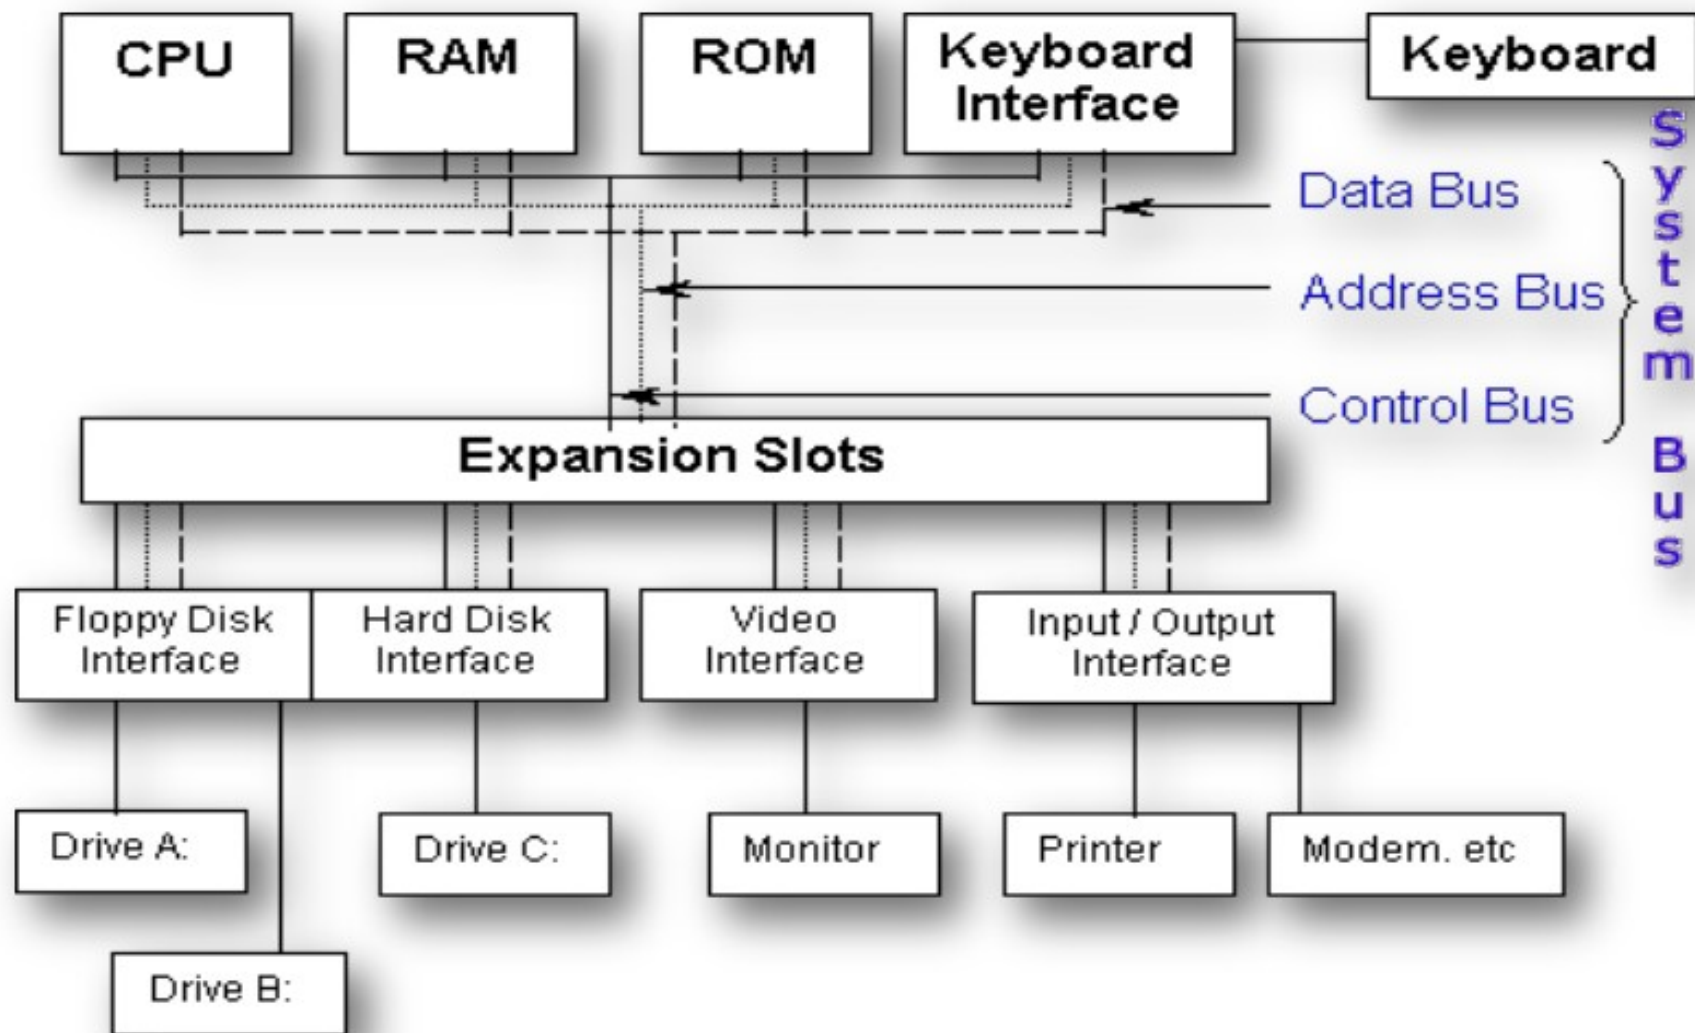 CPU
RAM
ROM
Keyboard
Interface
Keyboard
System Bus
Data Bus
Address Bus
Control Bus
Expansion Slots
Floppy Disk
Interface
Hard Disk
Interface
Video
Interface
Input / Output
Interface
Drive A:
Drive C:
Monitor
Printer
Modem. etc
Drive B: